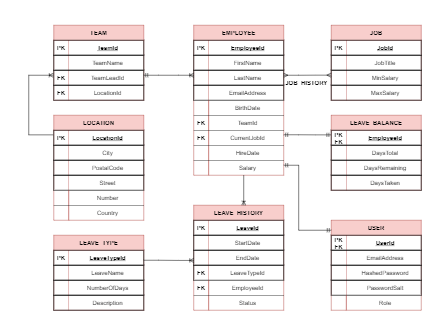 TEAM
PK TeamId
TeamName
FK TeamLeadId
FK LocationId
LOCATION
PK LocationId
City
PostalCode
Street
Number
Country
LEAVE TYPE
PK LeaveTypeId
LeaveName
NumberOfDays
Description
EMPLOYEE
PK EmployeeId
FirstName
LastName
EmailAddress
BirthDate
FK TeamId
FK CurrentJobId
HireDate
Salary
LEAVE HISTORY
PK LeaveId
StartDate
EndDate
FK LeaveTypeId
FK EmployeeId
Status
JOB HISTORY
JOB
PK JobId
JobTitle
MinSalary
MaxSalary
LEAVE BALANCE
PK FK EmployeeId
DaysTotal
DaysRemaining
DaysTaken
USER
PK FK UserId
EmailAddress
HashedPassword
PasswordSalt
Role